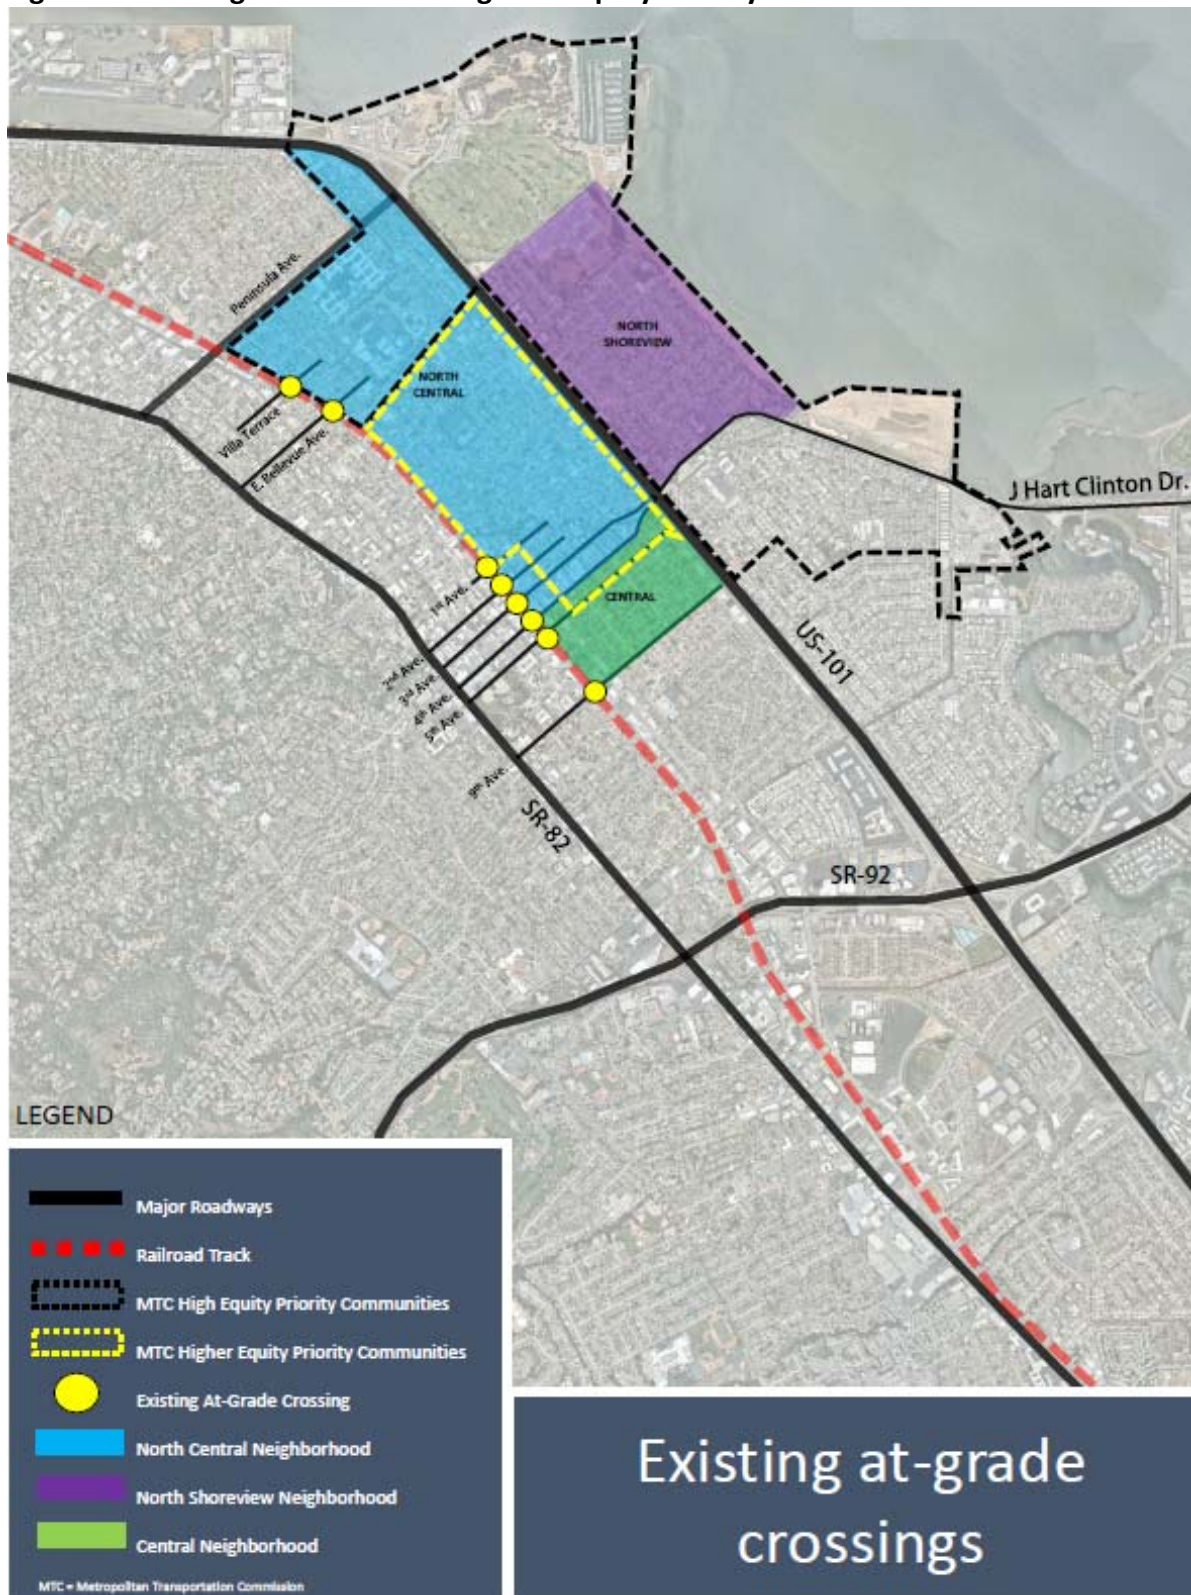 Peninsula Ave.
NORTH
SHOREVIEW
NORTH
CENTRAL
Villa Terrace
E. Bellevue Ave.
J Hart Clinton Dr.
1st Ave.
CENTRAL
2nd Ave.
3rd Ave.
4th Ave.
5th Ave.
9th Ave.
US-101
SR-82
SR-92
LEGEND
Major Roadways
Railroad Track
MTC High Equity Priority Communities
MTC Higher Equity Priority Communities
Existing At-Grade Crossing
North Central Neighborhood
North Shoreview Neighborhood
Central Neighborhood
MTC = Metropolitan Transportation Commission
Existing at-grade
crossings